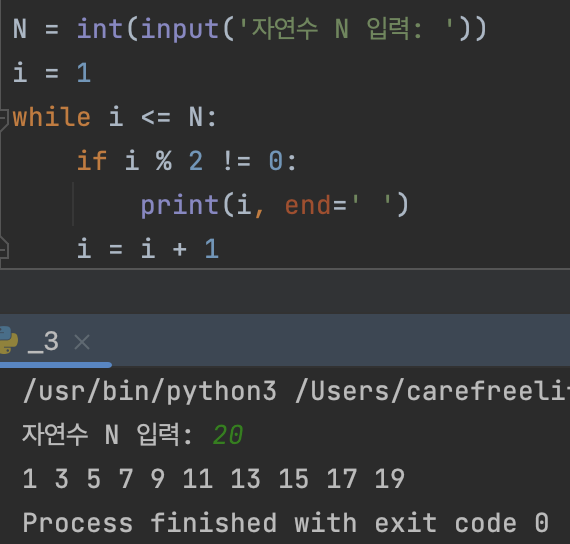 N = int(input('자연수 N 입력: '))
i = 1
while i <= N:
    if i % 2 != 0:
        print(i, end=' ')
    i = i + 1
_3 ×
/usr/bin/python3 /Users/carefreeli
자연수 N 입력: 20
1 3 5 7 9 11 13 15 17 19
Process finished with exit code 0